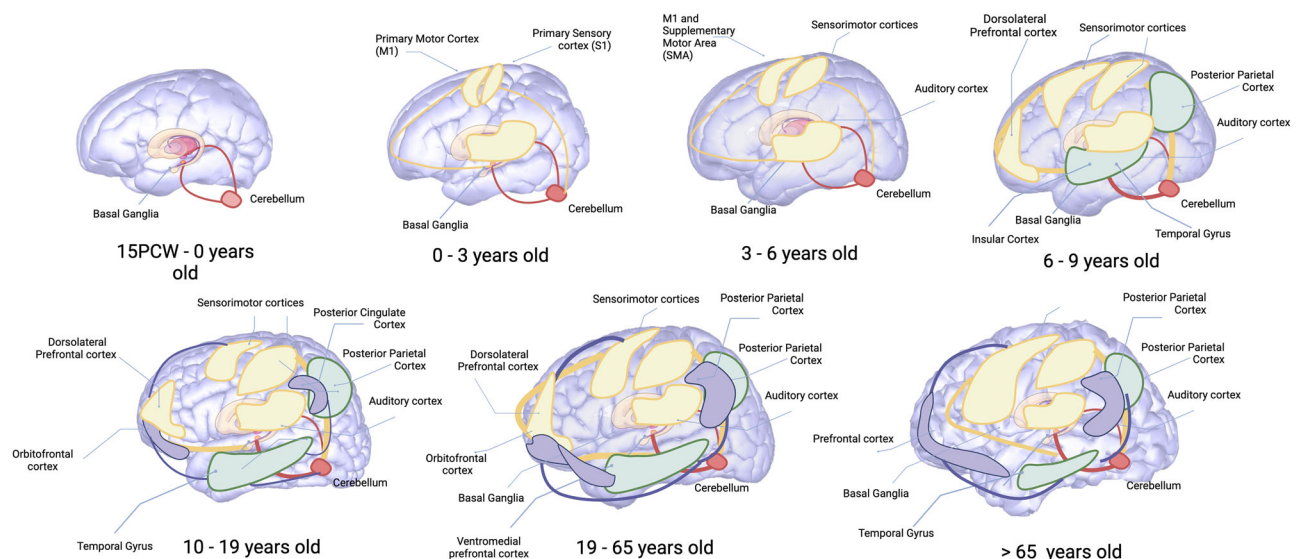 Basal Ganglia
Cerebellum
15PCW - 0 years
old
Primary Motor Cortex
(M1)
Primary Sensory
cortex (S1)
Basal Ganglia
Cerebellum
0 - 3 years old
M1 and
Supplementary
Motor Area
(SMA)
Sensorimotor cortices
Auditory cortex
Basal Ganglia
Cerebellum
3 - 6 years old
Dorsolateral
Prefrontal cortex
Sensorimotor cortices
Posterior Parietal
Cortex
Auditory cortex
Basal Ganglia
Cerebellum
Insular Cortex
Temporal Gyrus
6 - 9 years old
Sensorimotor cortices
Posterior Cingulate
Cortex
Dorsolateral
Prefrontal cortex
Posterior Parietal
Cortex
Auditory cortex
Orbitofrontal
cortex
Cerebellum
Temporal Gyrus
10 - 19 years old
Sensorimotor cortices
Posterior Parietal
Cortex
Dorsolateral
Prefrontal cortex
Posterior Parietal
Cortex
Auditory cortex
Orbitofrontal
cortex
Basal Ganglia
Cerebellum
Ventromedial
prefrontal cortex
19 - 65 years old
Posterior Parietal
Cortex
Posterior Parietal
Cortex
Auditory cortex
Prefrontal cortex
Basal Ganglia
Cerebellum
Temporal Gyrus
> 65 years old